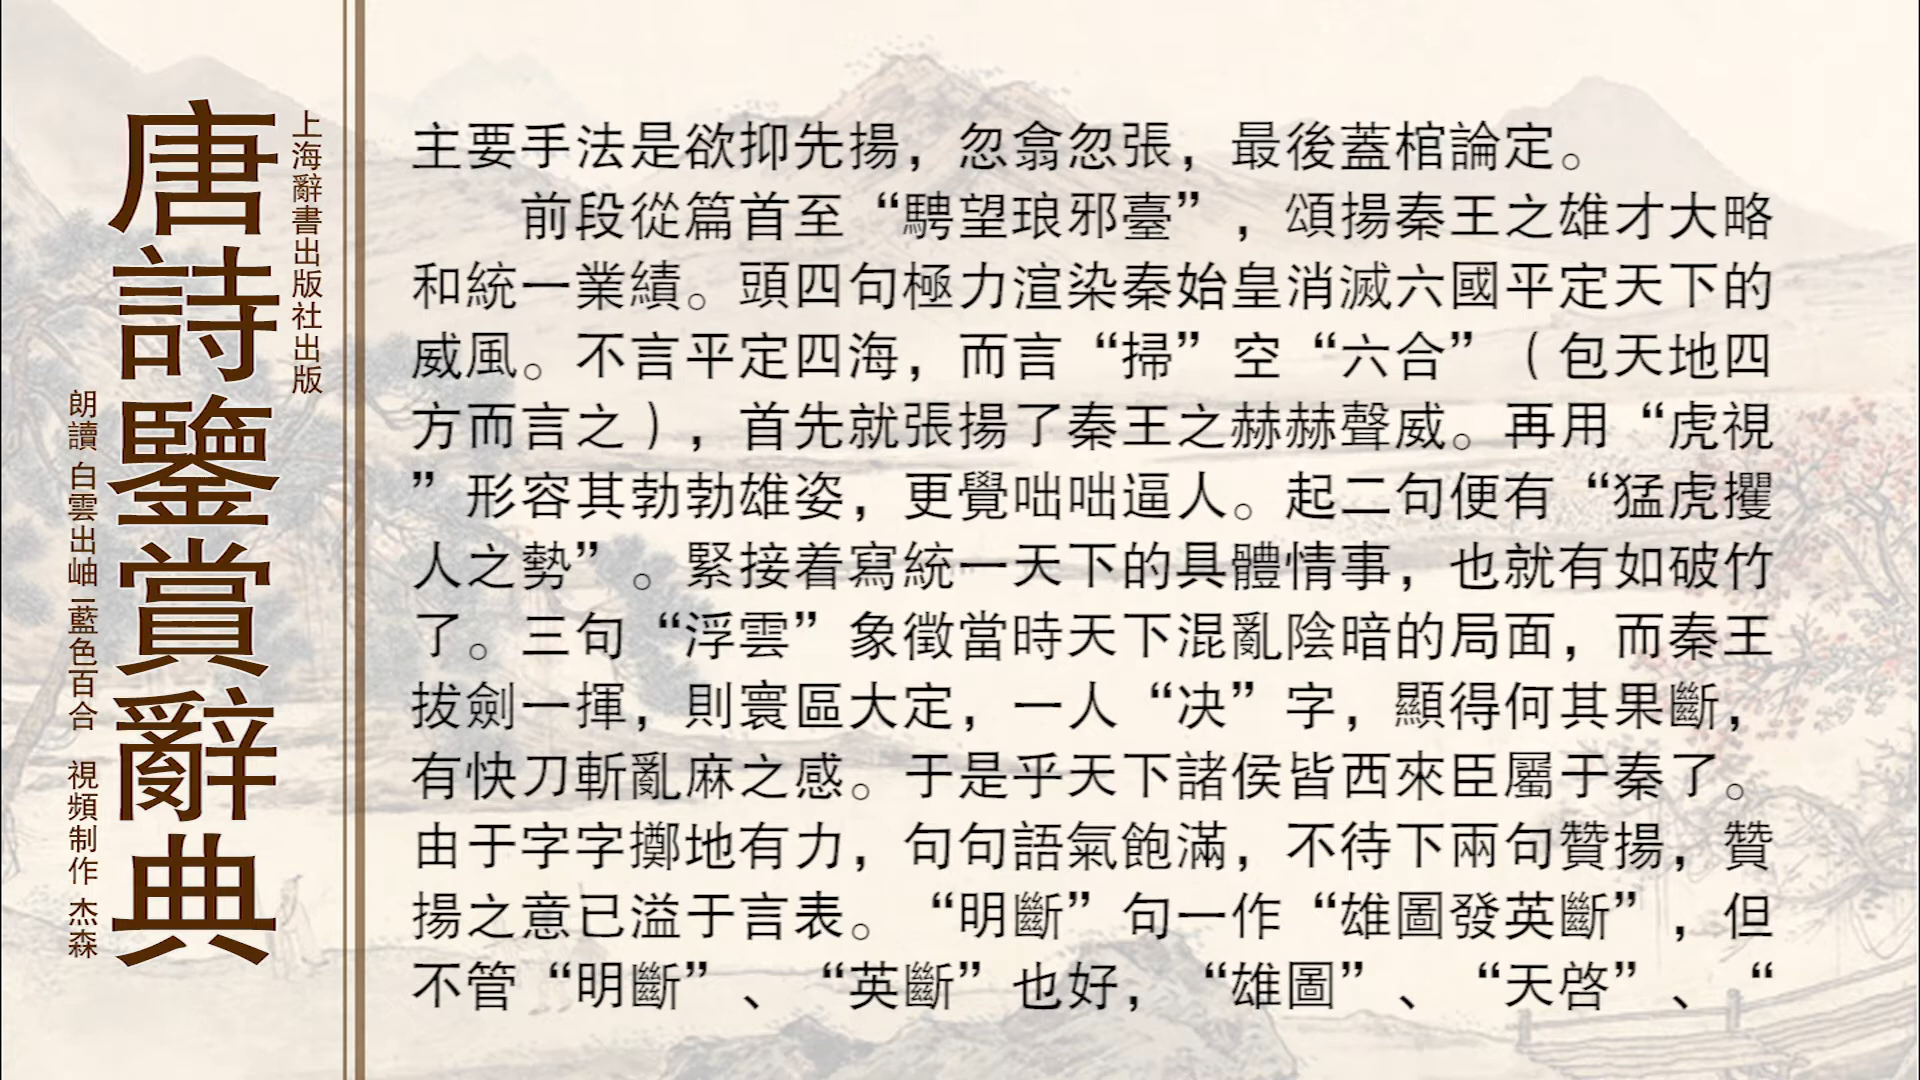 唐詩鑒賞辭典
上海辭書出版社出版
朗讀 白雲出岫-藍色百合 視頻制作 杰森
主要手法是欲抑先揚，忽翕忽張，最後蓋棺論定。
前段從篇首至“騁望琅邪臺”，頌揚秦王之雄才大略
和統一業績。頭四句極力渲染秦始皇消滅六國平定天下的
威風。不言平定四海，而言“掃”空“六合”（包天地四
方而言之），首先就張揚了秦王之赫赫聲威。再用“虎視
”形容其勃勃雄姿，更覺咄咄逼人。起二句便有“猛虎攫
人之勢”。緊接着寫統一天下的具體情事，也就有如破竹
了。三句“浮雲”象徵當時天下混亂陰暗的局面，而秦王
拔劍一揮，則寰區大定，一人“决”字，顯得何其果斷，
有快刀斬亂麻之感。于是乎天下諸侯皆西來臣屬于秦了。
由于字字擲地有力，句句語氣飽滿，不待下兩句贊揚，贊
揚之意已溢于言表。“明斷”句一作“雄圖發英斷”，但
不管“明斷”、“英斷”也好，“雄圖”、“天啓”、“